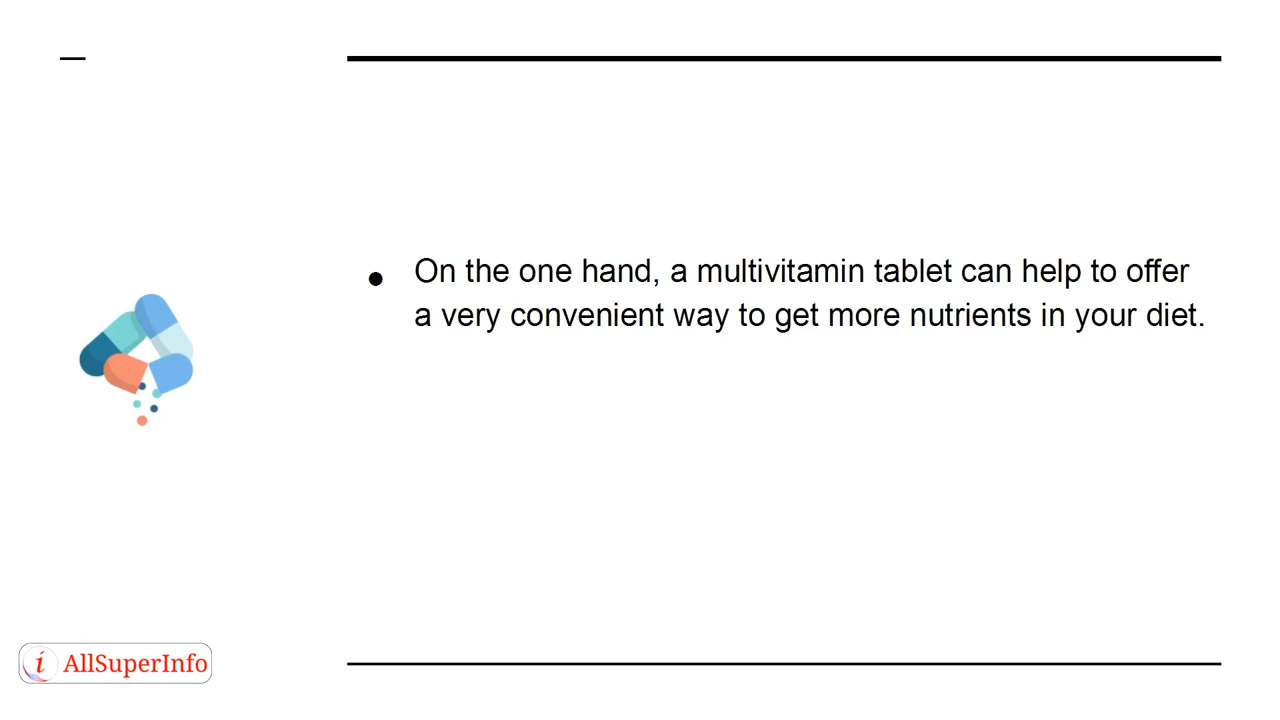 ● On the one hand, a multivitamin tablet can help to offer
a very convenient way to get more nutrients in your diet.
i AllSuperInfo